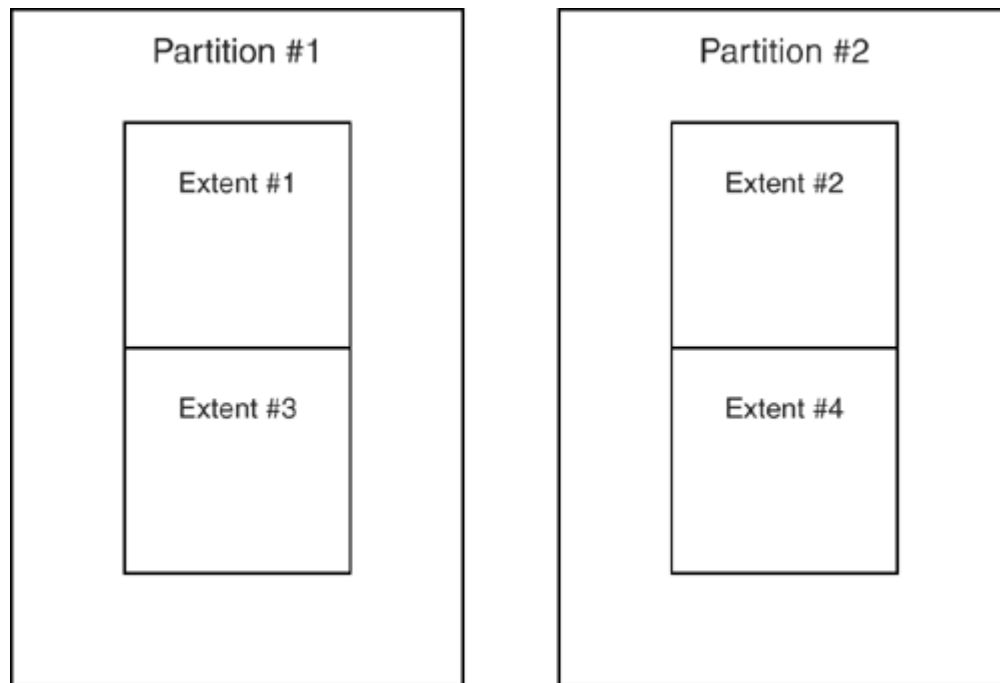 Partition #1
Extent #1
Extent #3
Partition #2
Extent #2
Extent #4